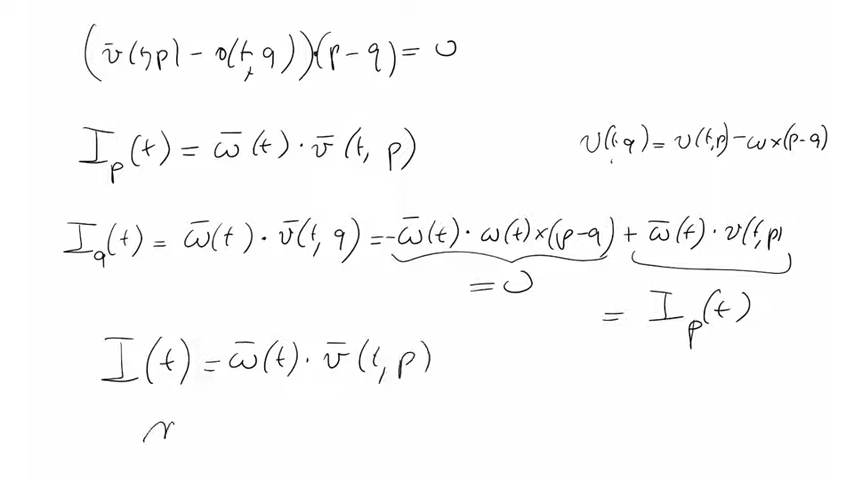 (v̄(t,p) - v(t,q))·(p-q) = 0
I_p(t) = ω̄(t)·v̄(t, p)
v(t,q) = v(t,p) - ω×(p-q)
I_q(t) = ω̄(t)·v̄(t, q) = -ω̄(t)·ω(t)×(p-q) + ω̄(t)·v(t,p)
= 0
= I_p(t)
I(t) = ω̄(t)·v̄(t, p)